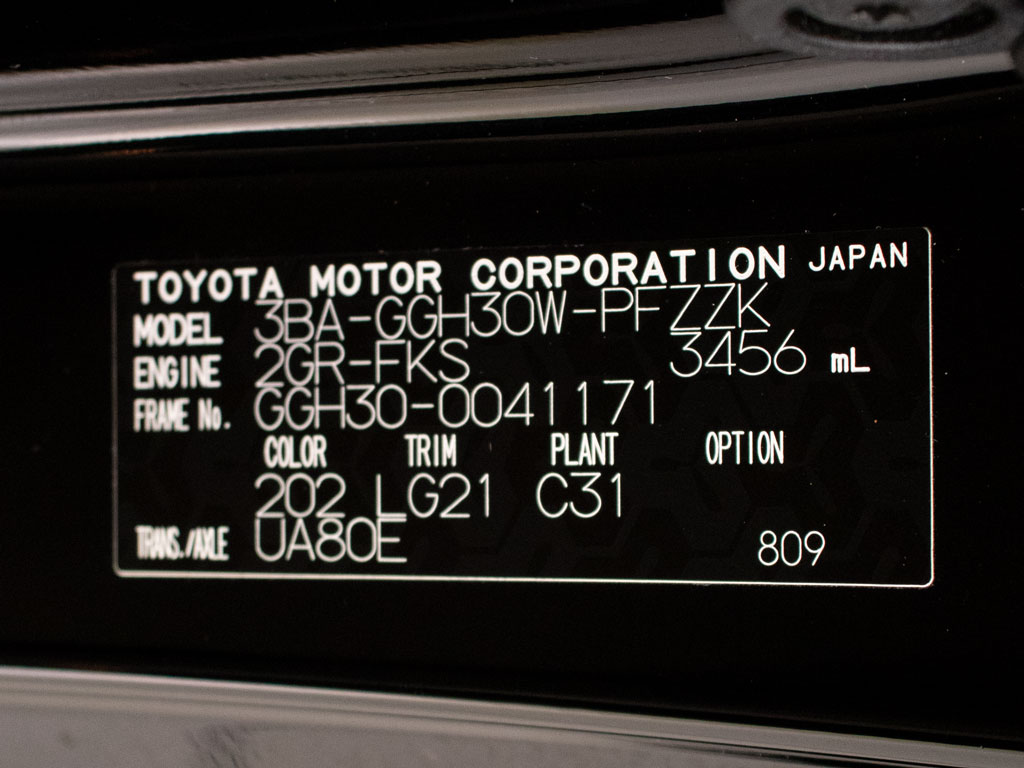 TOYOTA MOTOR CORPORATION JAPAN
MODEL 3BA-GGH30W-PFZZK
ENGINE 2GR-FKS 3456 mL
FRAME No. GGH30-0041171
COLOR TRIM PLANT OPTION
202 LG21 C31
TRANS./AXLE UA80E 809